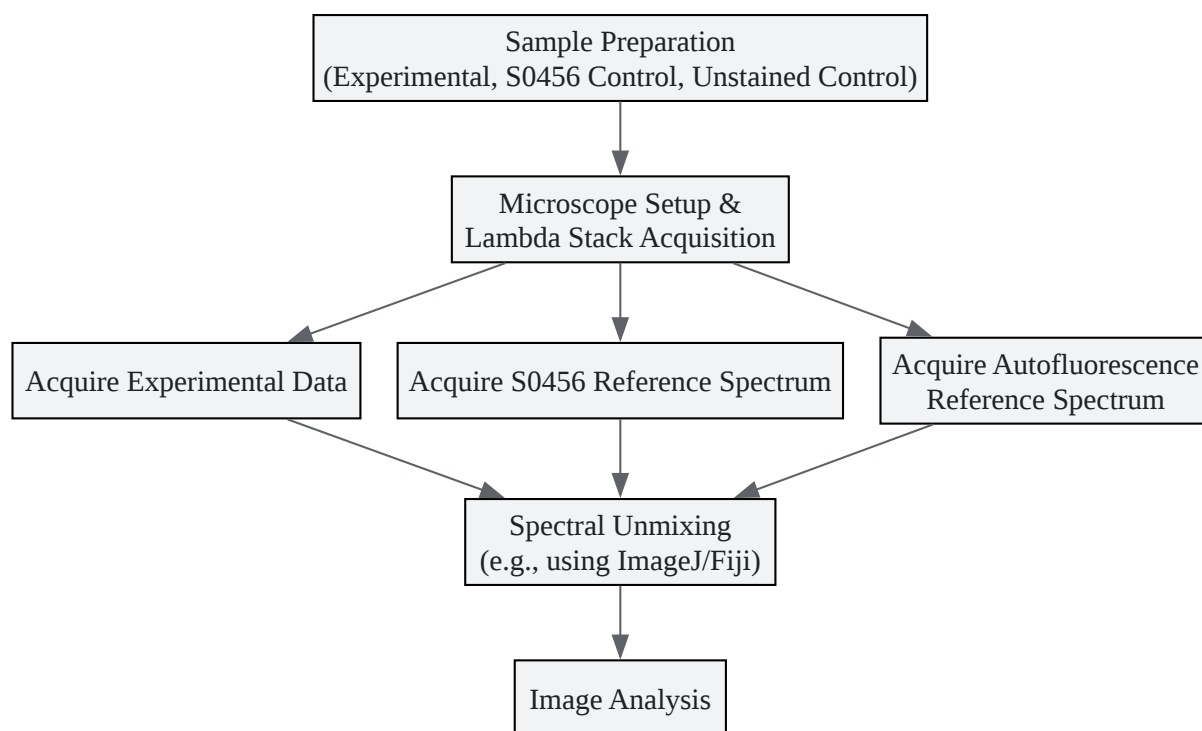 Sample Preparation
(Experimental, S0456 Control, Unstained Control)
Microscope Setup &
Lambda Stack Acquisition
Acquire Experimental Data
Acquire S0456 Reference Spectrum
Acquire Autofluorescence
Reference Spectrum
Spectral Unmixing
(e.g., using ImageJ/Fiji)
Image Analysis